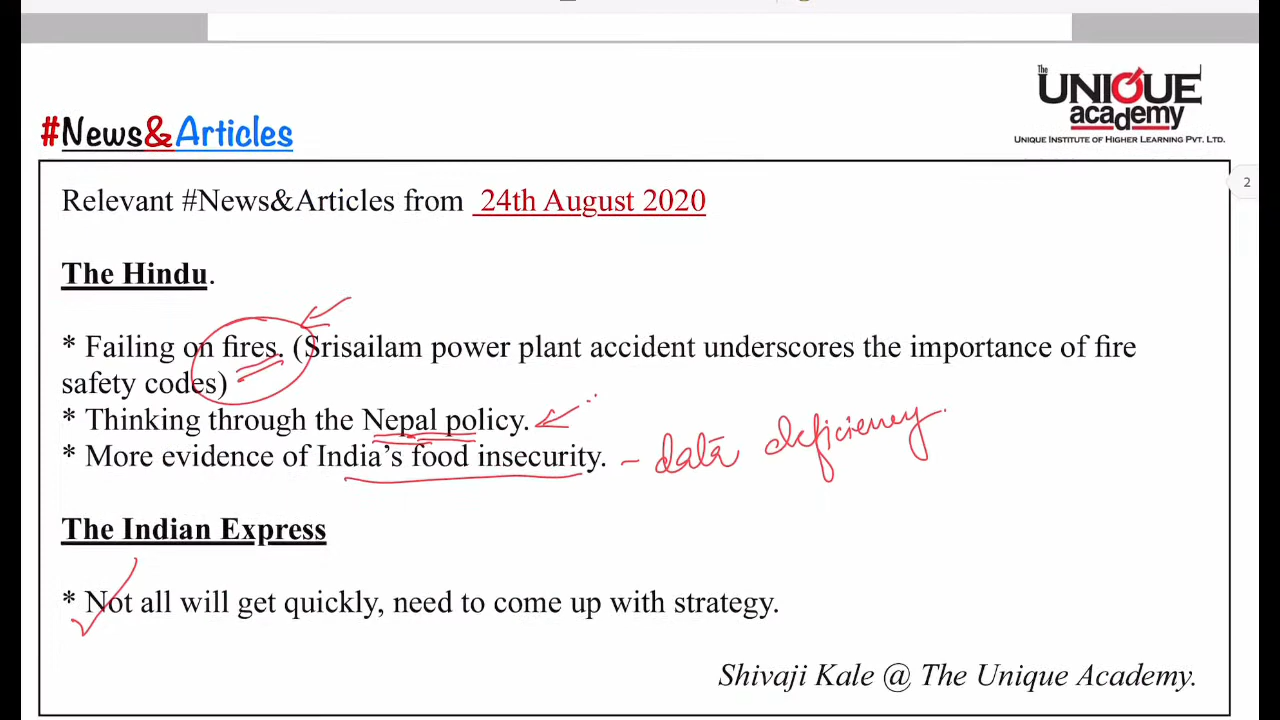 The
UNIQUE
academy
UNIQUE INSTITUTE OF HIGHER LEARNING PVT. LTD.
#News&Articles
2
Relevant #News&Articles from 24th August 2020
The Hindu.
* Failing on fires. (Srisailam power plant accident underscores the importance of fire
safety codes)
* Thinking through the Nepal policy.
* More evidence of India's food insecurity. – data deficiency
The Indian Express
* Not all will get quickly, need to come up with strategy.
Shivaji Kale @ The Unique Academy.